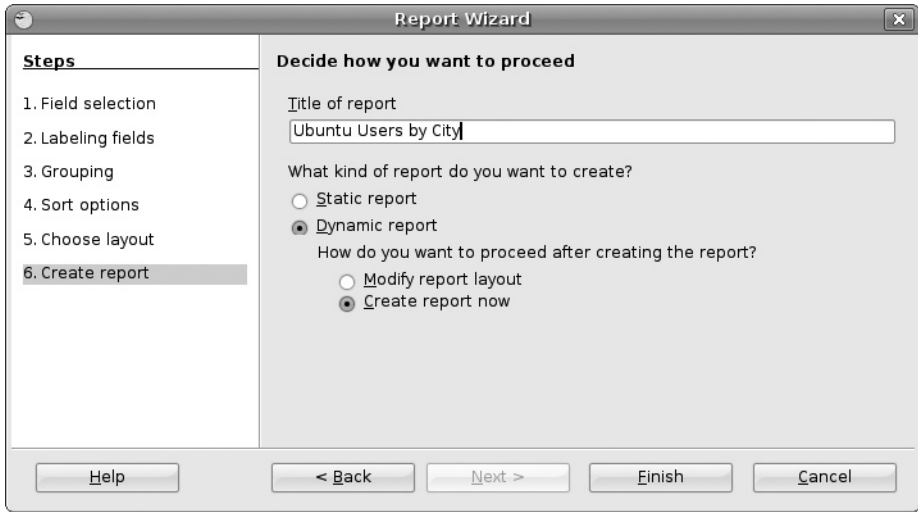 Report Wizard
Steps
1. Field selection
2. Labeling fields
3. Grouping
4. Sort options
5. Choose layout
6. Create report
Decide how you want to proceed
Title of report
Ubuntu Users by City
What kind of report do you want to create?
Static report
Dynamic report
How do you want to proceed after creating the report?
Modify report layout
Create report now
Help
< Back
Next >
Finish
Cancel